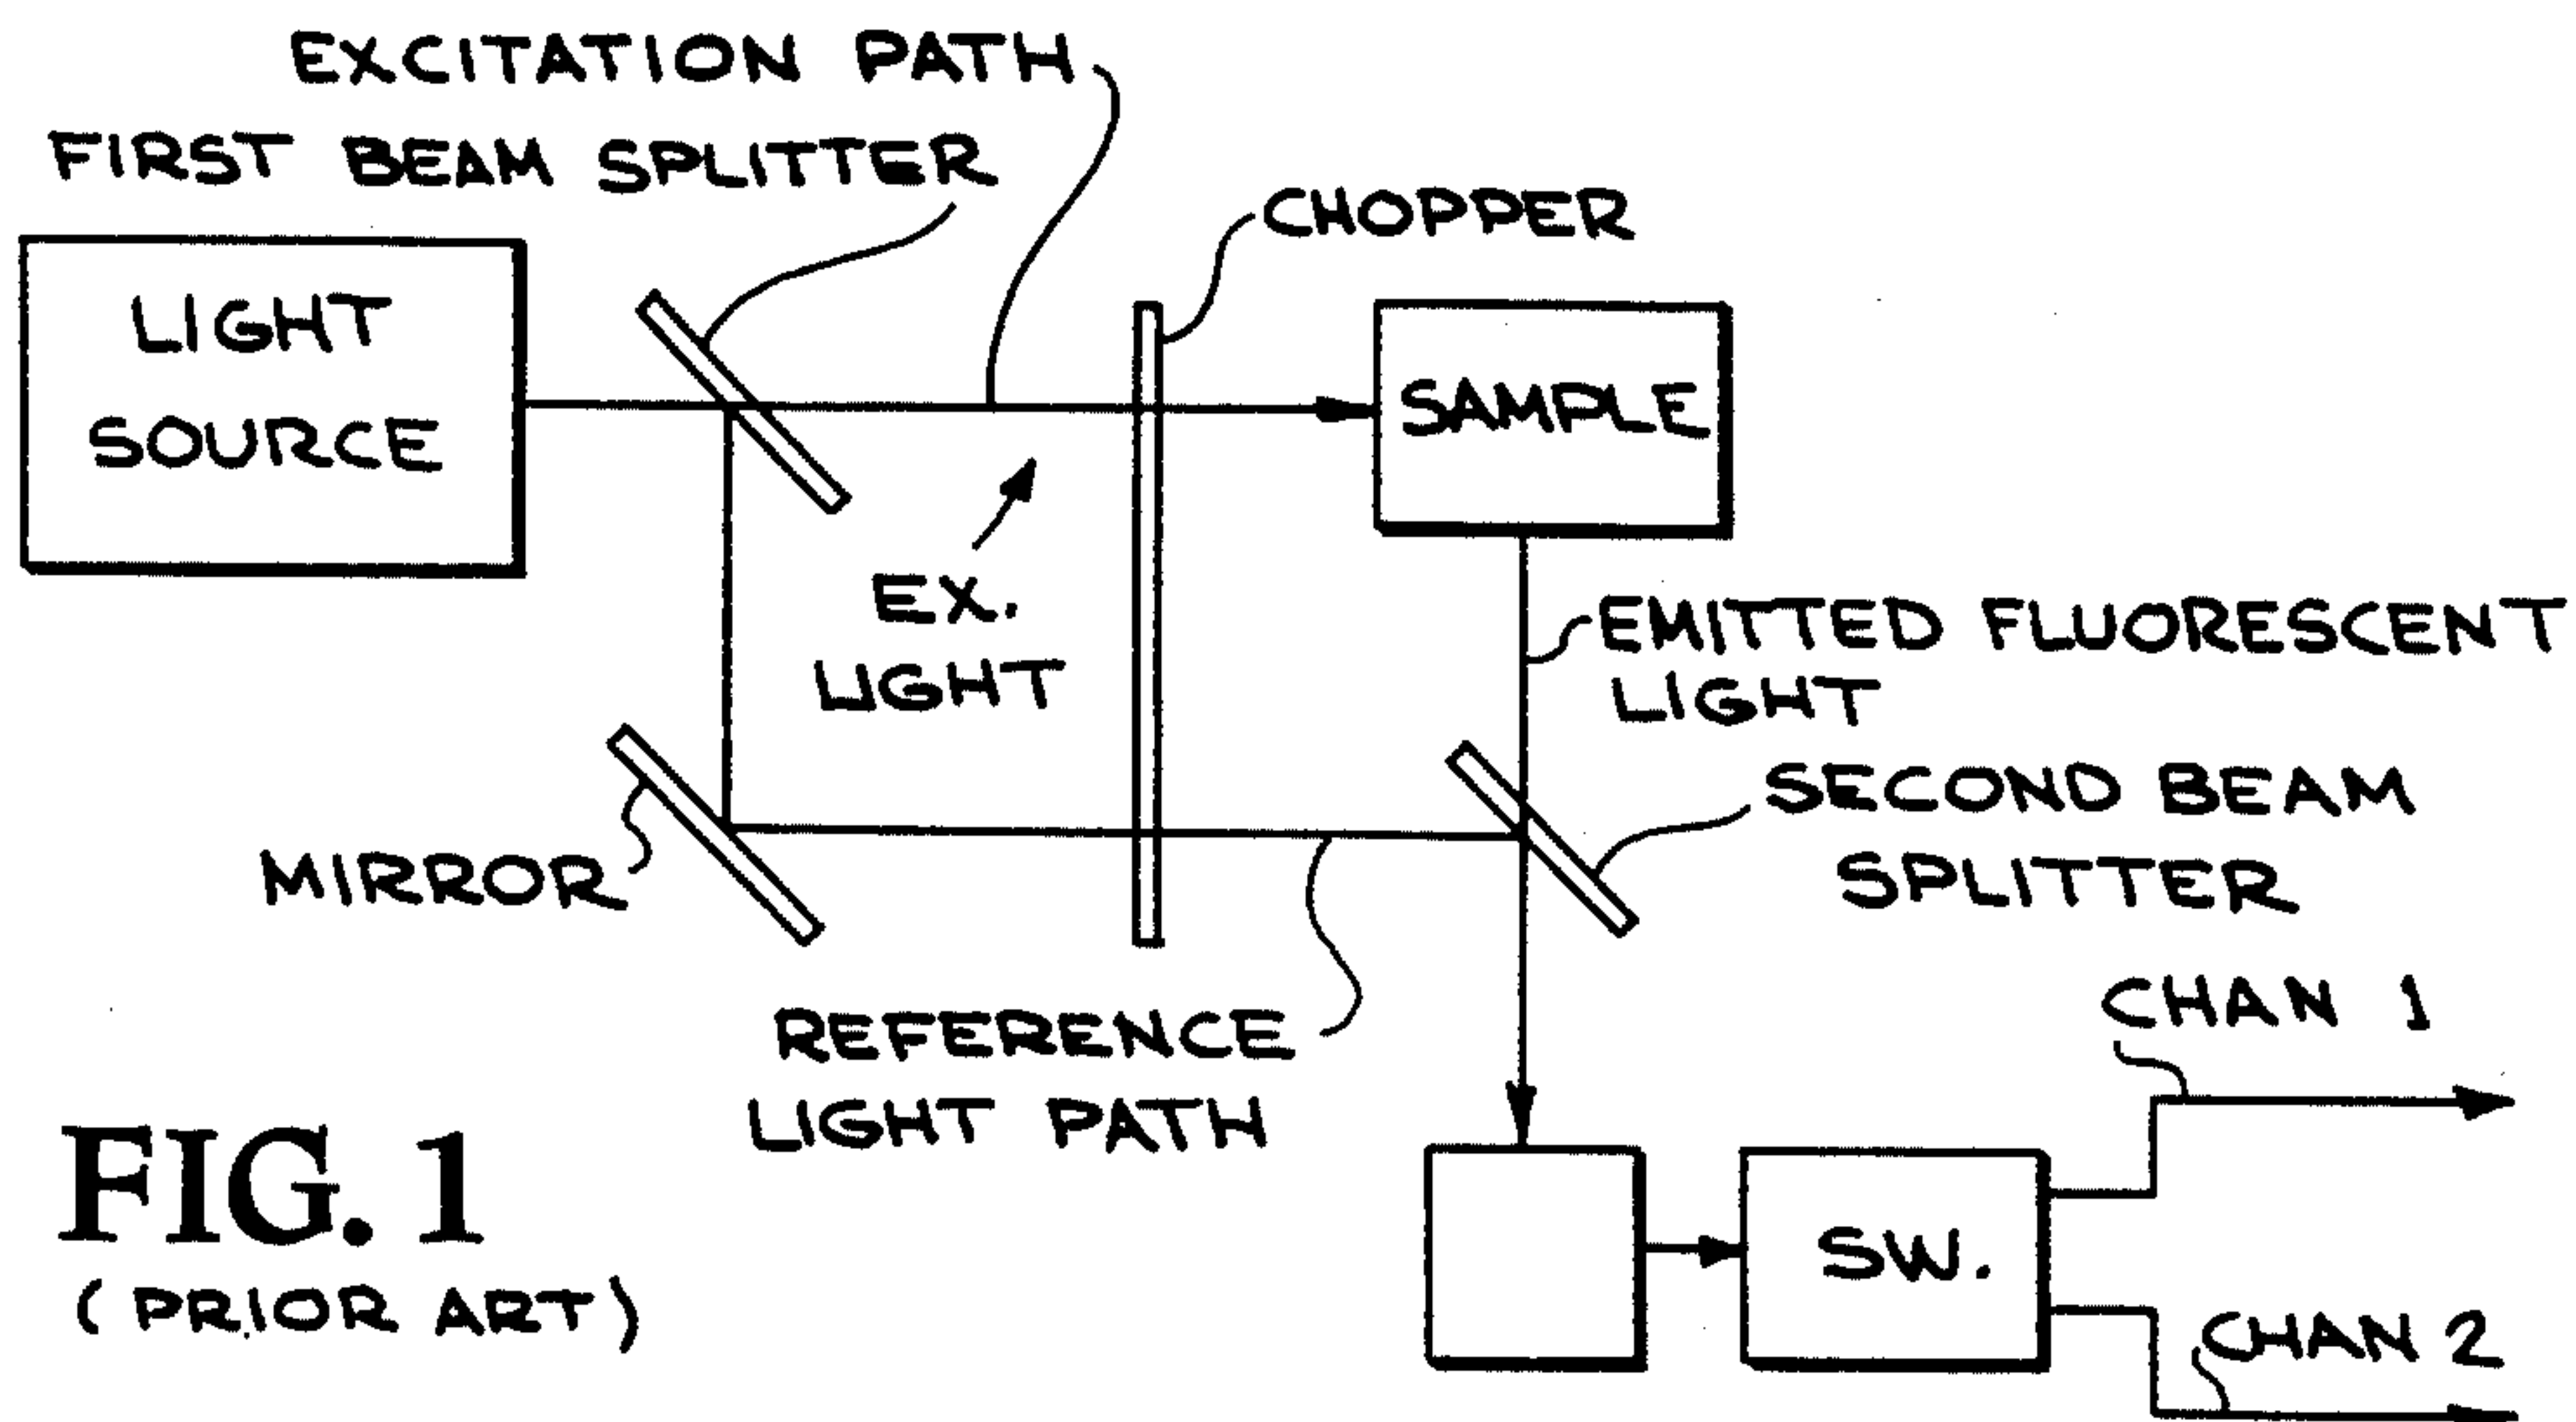 EXCITATION PATH
FIRST BEAM SPLITTER
CHOPPER
LIGHT
SOURCE
SAMPLE
EX.
LIGHT
EMITTED FLUORESCENT
LIGHT
SECOND BEAM
SPLITTER
MIRROR
REFERENCE
LIGHT PATH
CHAN 1
SW.
CHAN 2
FIG. 1
(PRIOR ART)